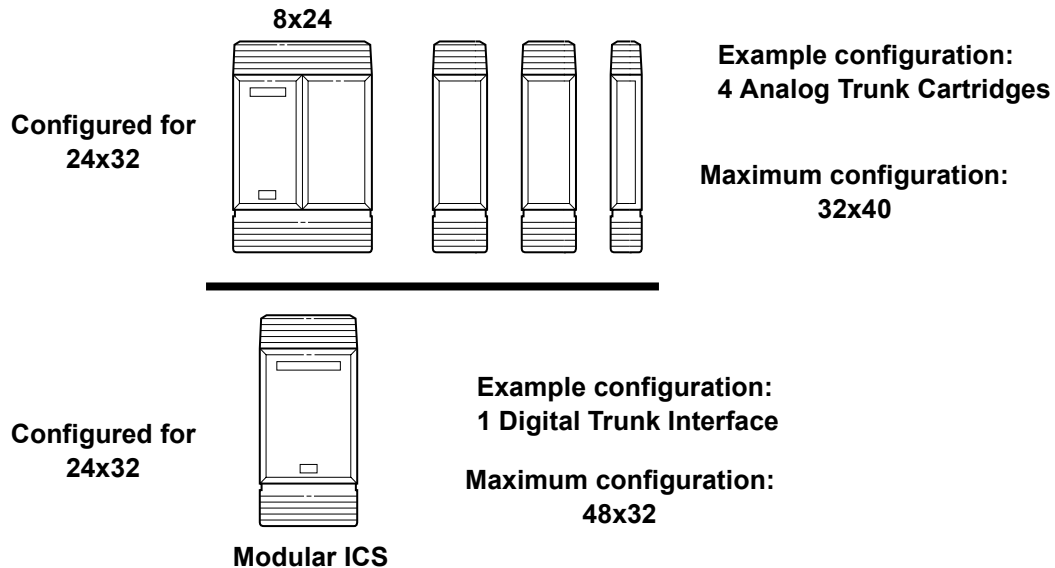 8x24
Configured for
24x32
Example configuration:
4 Analog Trunk Cartridges
Maximum configuration:
32x40
Configured for
24x32
Example configuration:
1 Digital Trunk Interface
Maximum configuration:
48x32
Modular ICS